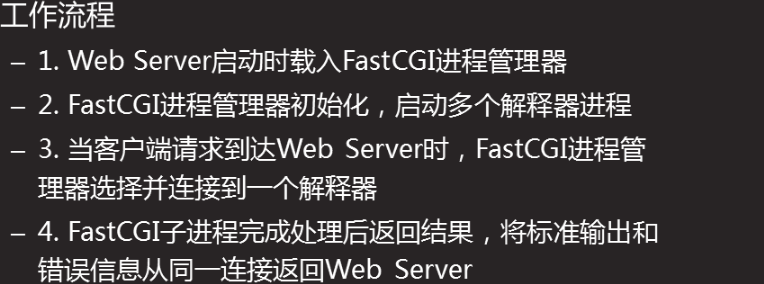 工作流程
– 1. Web Server启动时载入FastCGI进程管理器
– 2. FastCGI进程管理器初始化，启动多个解释器进程
– 3. 当客户端请求到达Web Server时，FastCGI进程管
理器选择并连接到一个解释器
– 4. FastCGI子进程完成处理后返回结果，将标准输出和
错误信息从同一连接返回Web Server